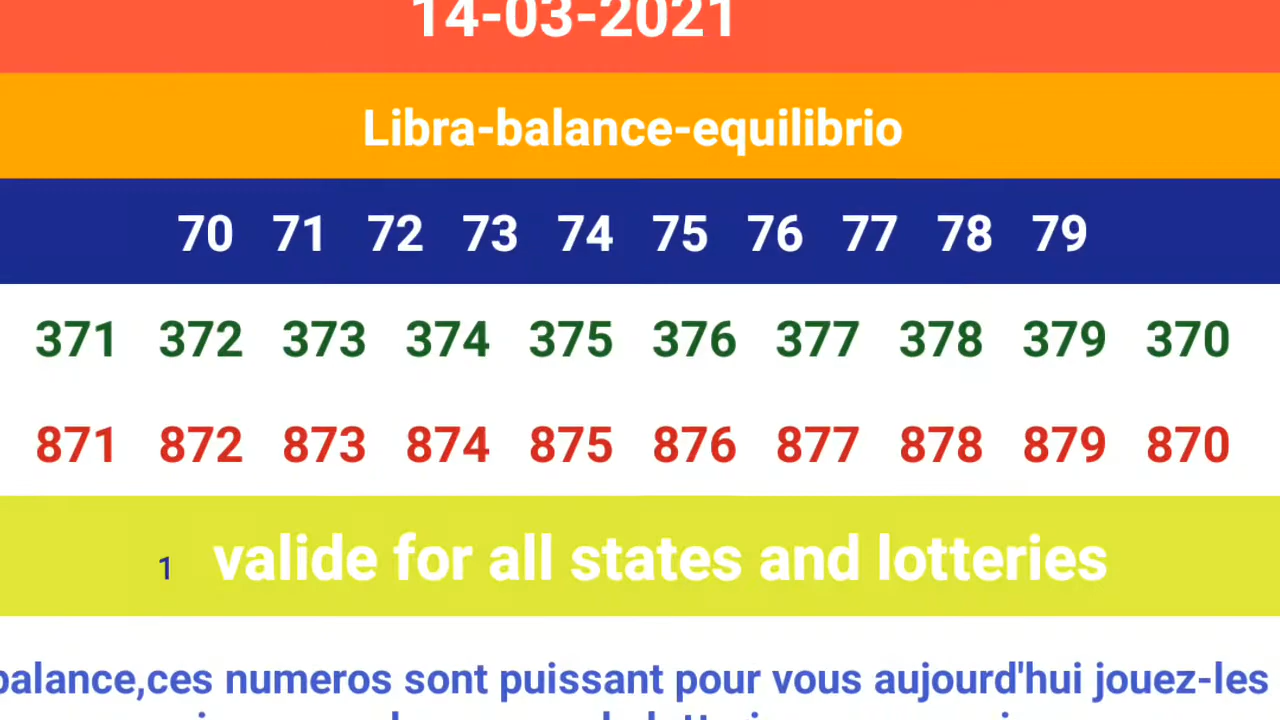 14-03-2021
Libra-balance-equilibrio
70 71 72 73 74 75 76 77 78 79
371 372 373 374 375 376 377 378 379 370
871 872 873 874 875 876 877 878 879 870
1 valide for all states and lotteries
balance,ces numeros sont puissant pour vous aujourd'hui jouez-les